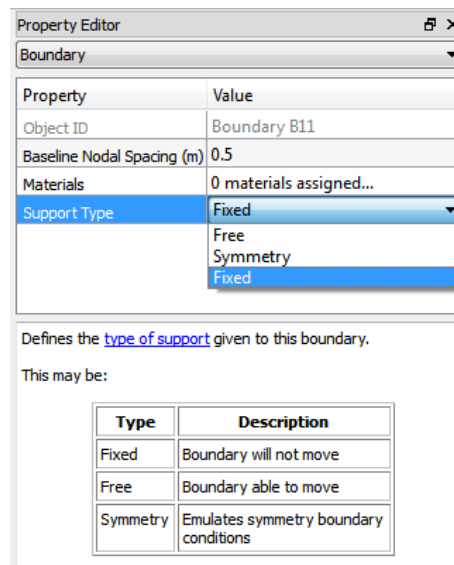 Property Editor
Boundary
Property Value
Object ID Boundary B11
Baseline Nodal Spacing (m) 0.5
Materials 0 materials assigned...
Support Type Fixed
Free
Symmetry
Fixed
Defines the type of support given to this boundary.
This may be:
Type Description
Fixed Boundary will not move
Free Boundary able to move
Symmetry Emulates symmetry boundary
conditions